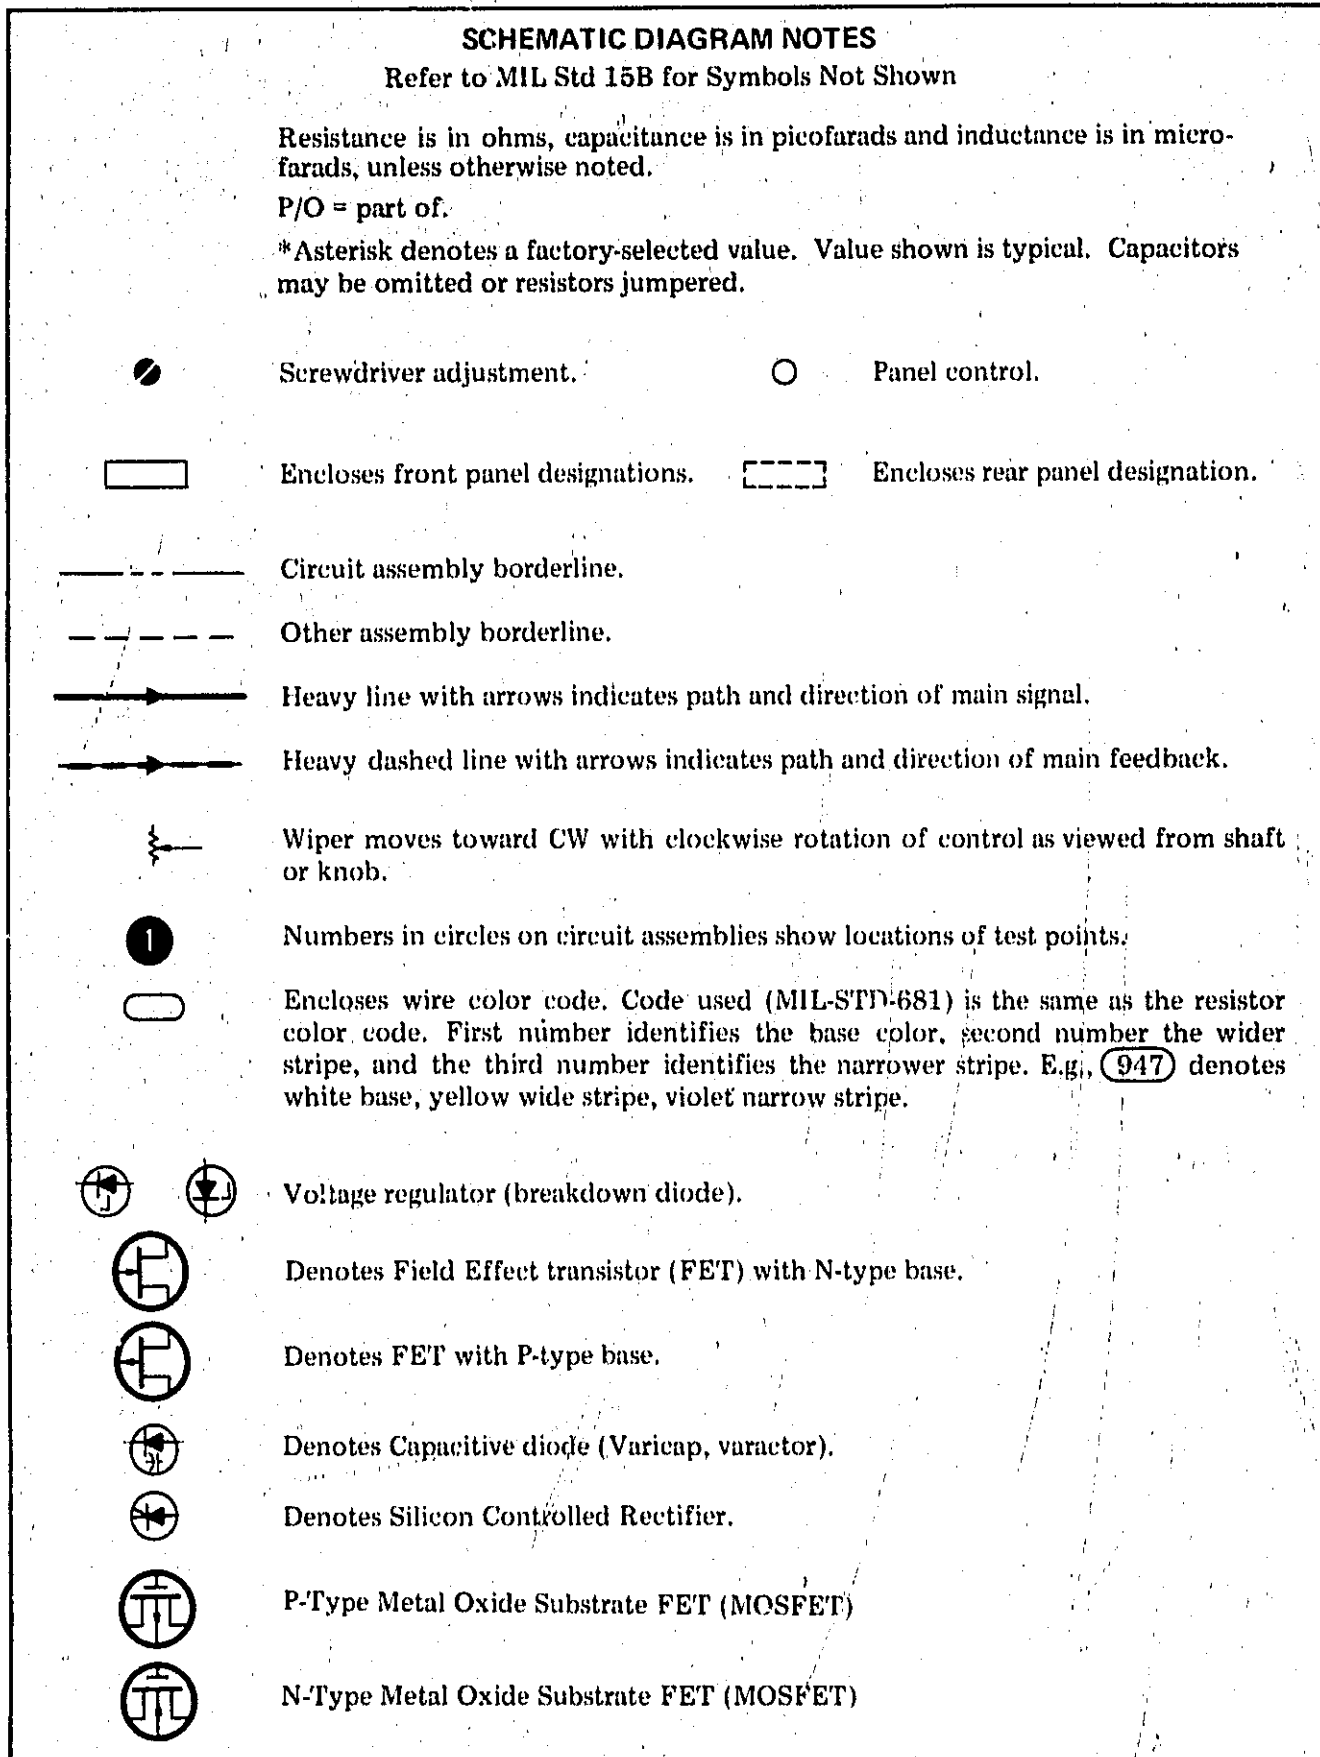 SCHEMATIC DIAGRAM NOTES
Refer to MIL Std 15B for Symbols Not Shown
Resistance is in ohms, capacitance is in picofarads and inductance is in micro-
farads, unless otherwise noted.
P/O = part of.
*Asterisk denotes a factory-selected value. Value shown is typical. Capacitors
may be omitted or resistors jumpered.
Screwdriver adjustment. Panel control.
Encloses front panel designations. Encloses rear panel designation.
Circuit assembly borderline.
Other assembly borderline.
Heavy line with arrows indicates path and direction of main signal.
Heavy dashed line with arrows indicates path and direction of main feedback.
Wiper moves toward CW with clockwise rotation of control as viewed from shaft
or knob.
1 Numbers in circles on circuit assemblies show locations of test points.
Encloses wire color code. Code used (MIL-STD-681) is the same as the resistor
color code. First number identifies the base color, second number the wider
stripe, and the third number identifies the narrower stripe. E.g., 947 denotes
white base, yellow wide stripe, violet narrow stripe.
Voltage regulator (breakdown diode).
Denotes Field Effect transistor (FET) with N-type base.
Denotes FET with P-type base.
Denotes Capacitive diode (Varicap, varactor).
Denotes Silicon Controlled Rectifier.
P-Type Metal Oxide Substrate FET (MOSFET)
N-Type Metal Oxide Substrate FET (MOSFET)